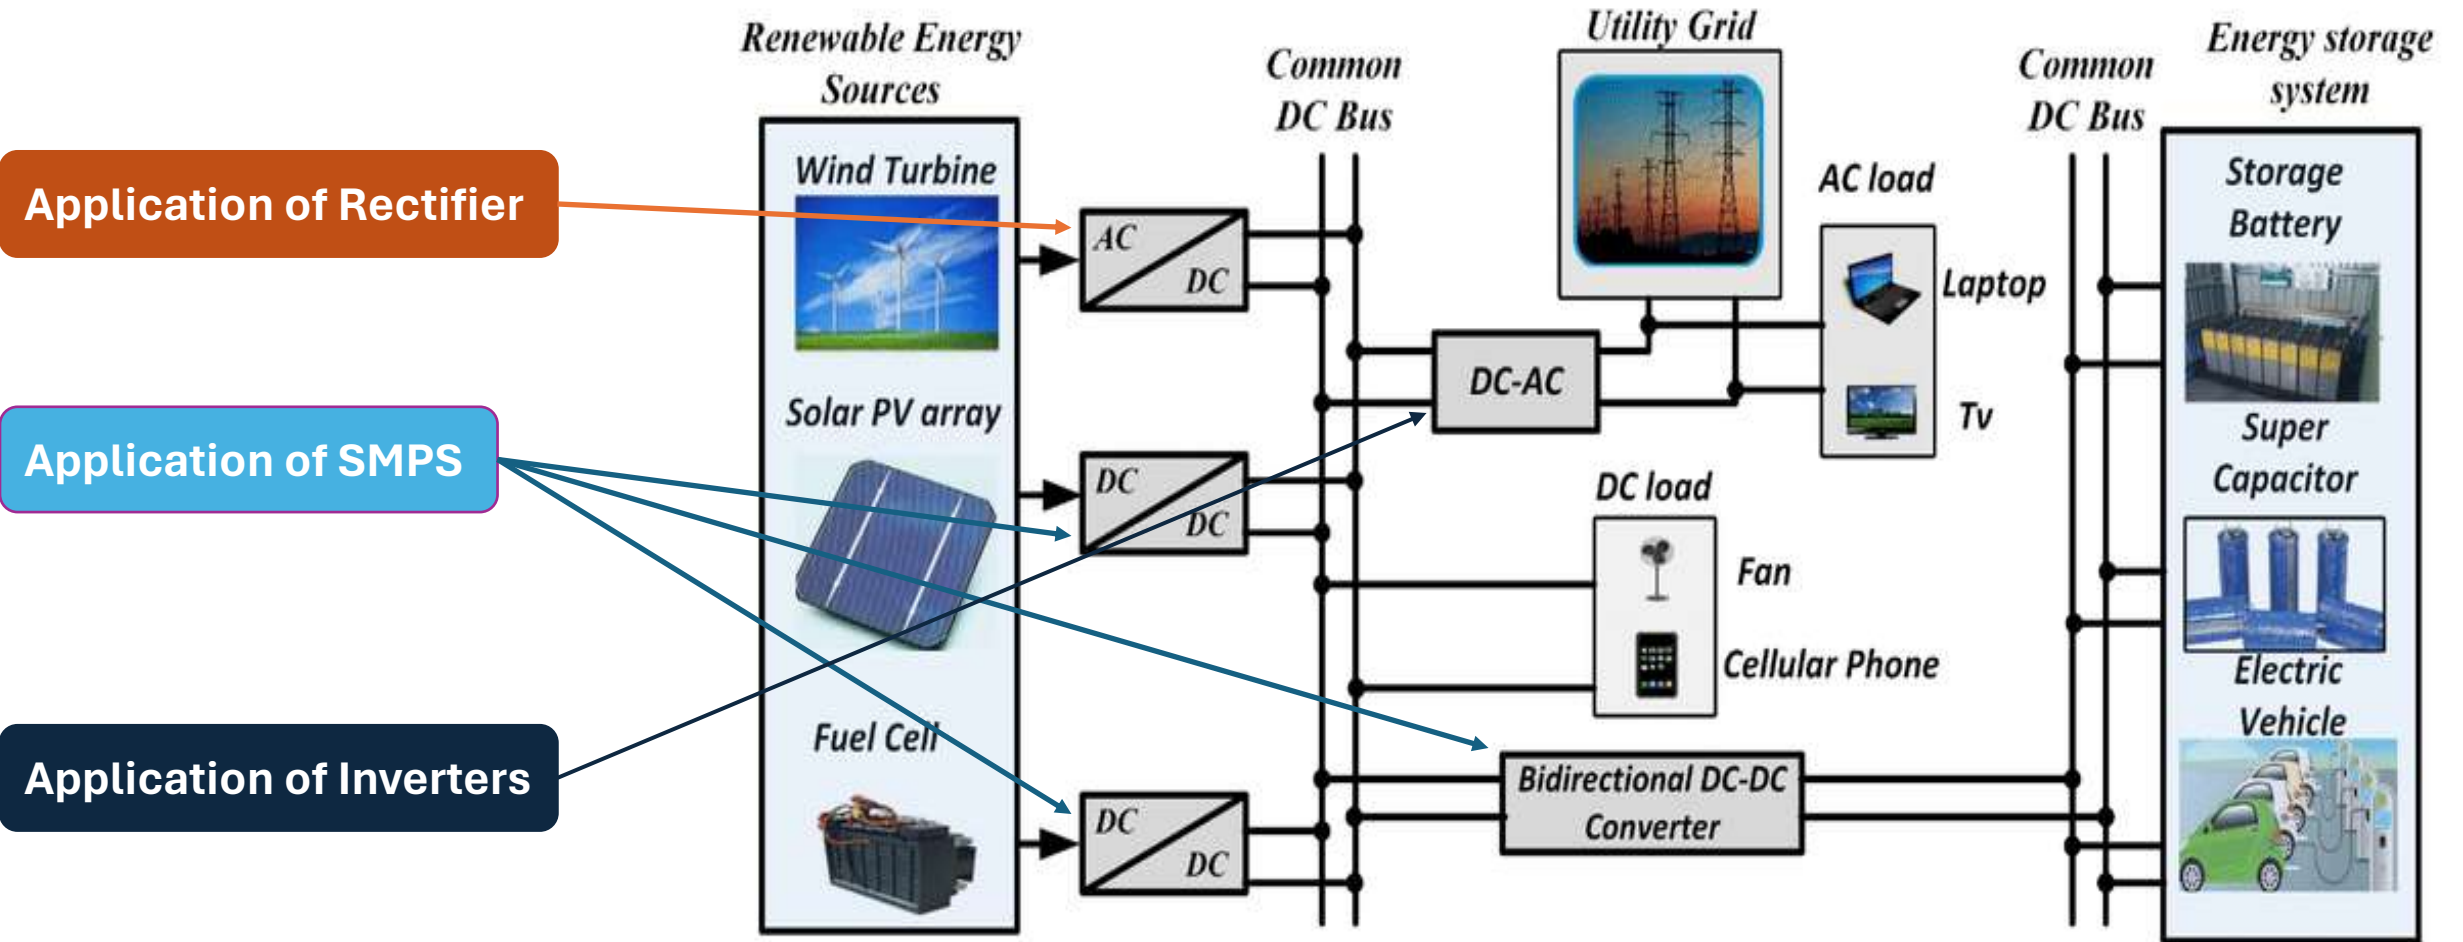 Application of Rectifier
Application of SMPS
Application of Inverters
Renewable Energy
Sources
Wind Turbine
Solar PV array
Fuel Cell
AC
DC
DC
DC
DC
DC
Common
DC Bus
Utility Grid
DC-AC
AC load
Laptop
Tv
DC load
Fan
Cellular Phone
Bidirectional DC-DC
Converter
Common
DC Bus
Energy storage
system
Storage
Battery
Super
Capacitor
Electric
Vehicle